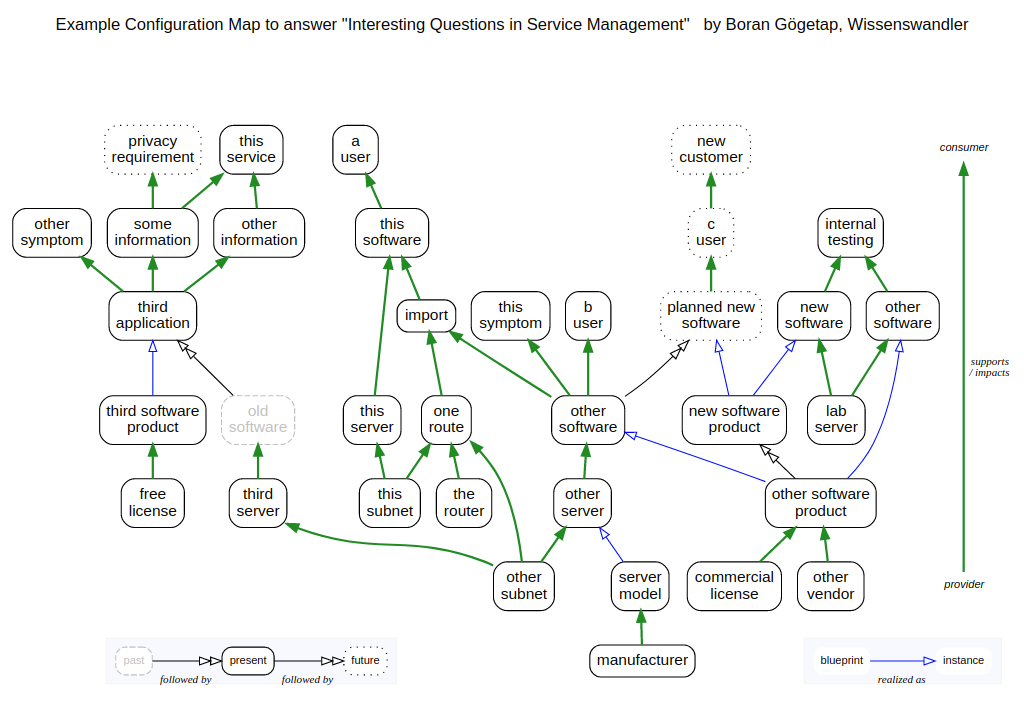 Example Configuration Map to answer "Interesting Questions in Service Management"   by Boran Gögetap, Wissenswandler
privacy
requirement
this
service
a
user
new
customer
consumer
other
symptom
some
information
other
information
this
software
c
user
internal
testing
third
application
import
this
symptom
b
user
planned new
software
new
software
other
software
supports
/ impacts
third software
product
old
software
this
server
one
route
other
software
new software
product
lab
server
free
license
third
server
this
subnet
the
router
other
server
other software
product
other
subnet
server
model
commercial
license
other
vendor
provider
manufacturer
past
present
future
followed by
followed by
blueprint
instance
realized as